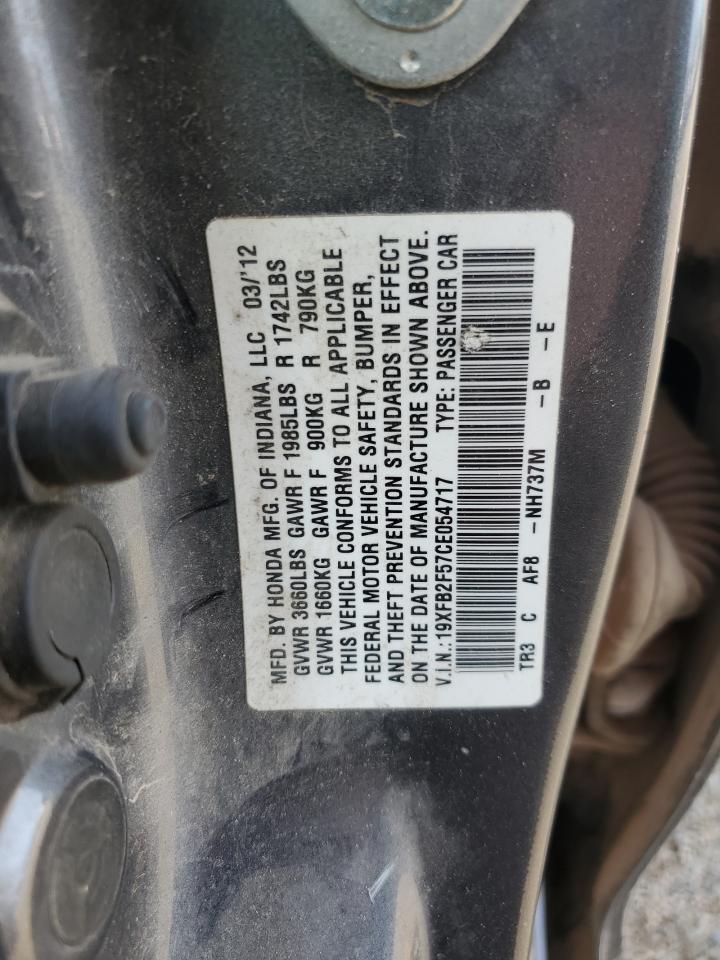 MFD. BY HONDA MFG. OF INDIANA, LLC 03/'12
GVWR 3660LBS GAWR F 1985LBS R 1742LBS
GVWR 1660KG GAWR F 900KG R 790KG
THIS VEHICLE CONFORMS TO ALL APPLICABLE
FEDERAL MOTOR VEHICLE SAFETY, BUMPER,
AND THEFT PREVENTION STANDARDS IN EFFECT
ON THE DATE OF MANUFACTURE SHOWN ABOVE.
V.I.N.: 19XFB2F57CE054717 TYPE: PASSENGER CAR
TR3 C AF8 -NH737M -B -E